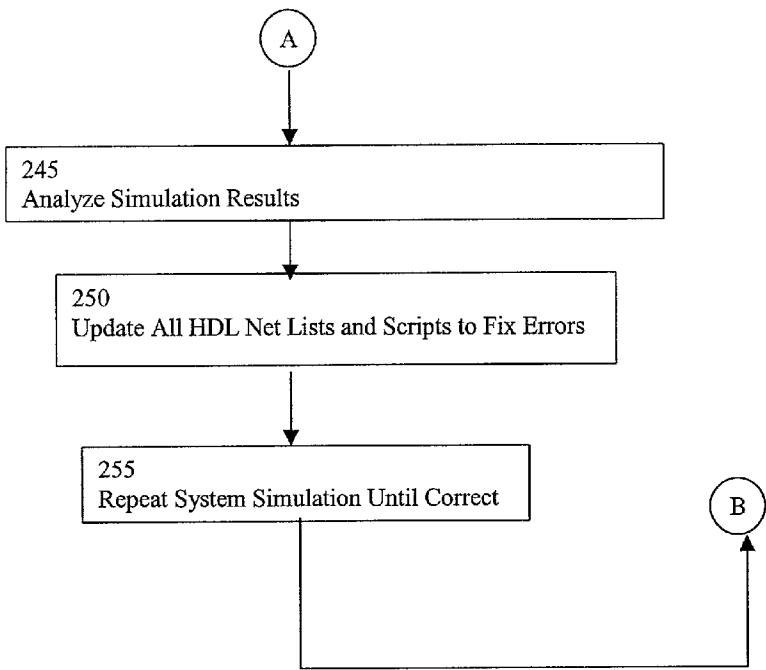 A
245
Analyze Simulation Results
250
Update All HDL Net Lists and Scripts to Fix Errors
255
Repeat System Simulation Until Correct
B